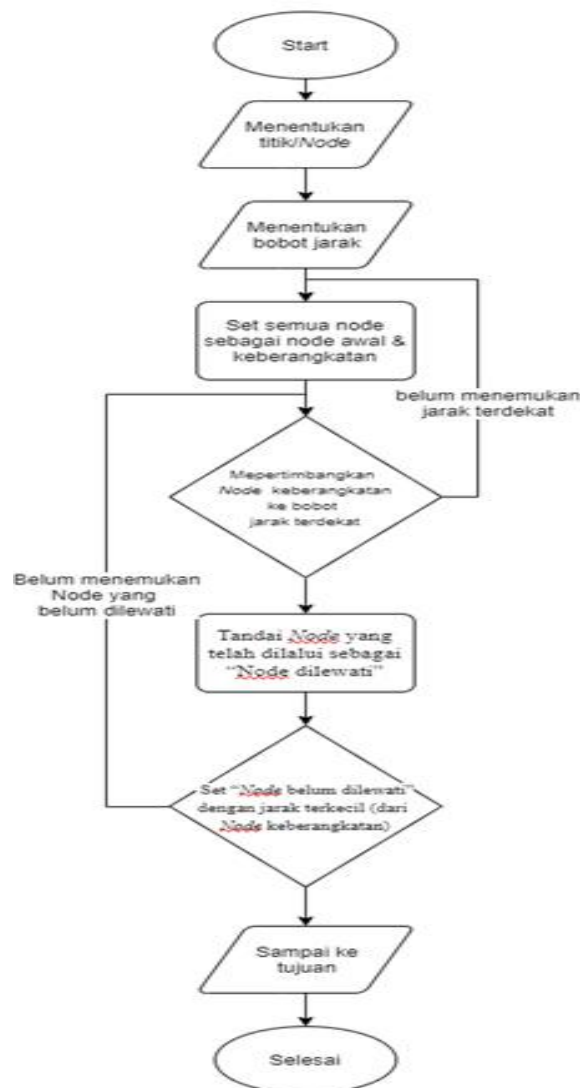 Start
Menentukan
titik/Node
Menentukan
bobot jarak
Set semua node
sebagai node awal &
keberangkatan
belum menemukan
jarak terdekat
Mepertimbangkan
Node keberangkatan
ke bobot
jarak terdekat
Belum menemukan
Node yang
belum dilewati
Tandai Node yang
telah dilalui sebagai
“Node dilewati”
Set “Node belum dilewati”
dengan jarak terkecil (dari
Node keberangkatan)
Sampai ke
tujuan
Selesai